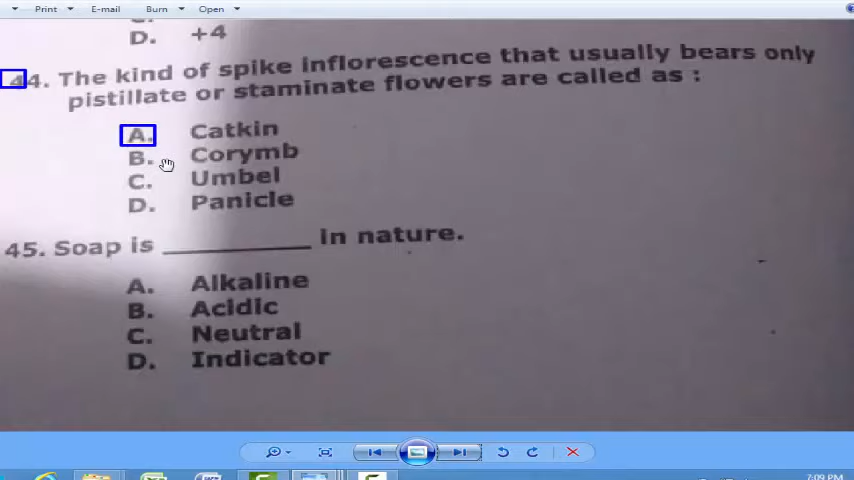 Print E-mail Burn Open
D. +4
44. The kind of spike inflorescence that usually bears only
pistillate or staminate flowers are called as :
A. Catkin
B. Corymb
C. Umbel
D. Panicle
45. Soap is __________ in nature.
A. Alkaline
B. Acidic
C. Neutral
D. Indicator
7:09 PM